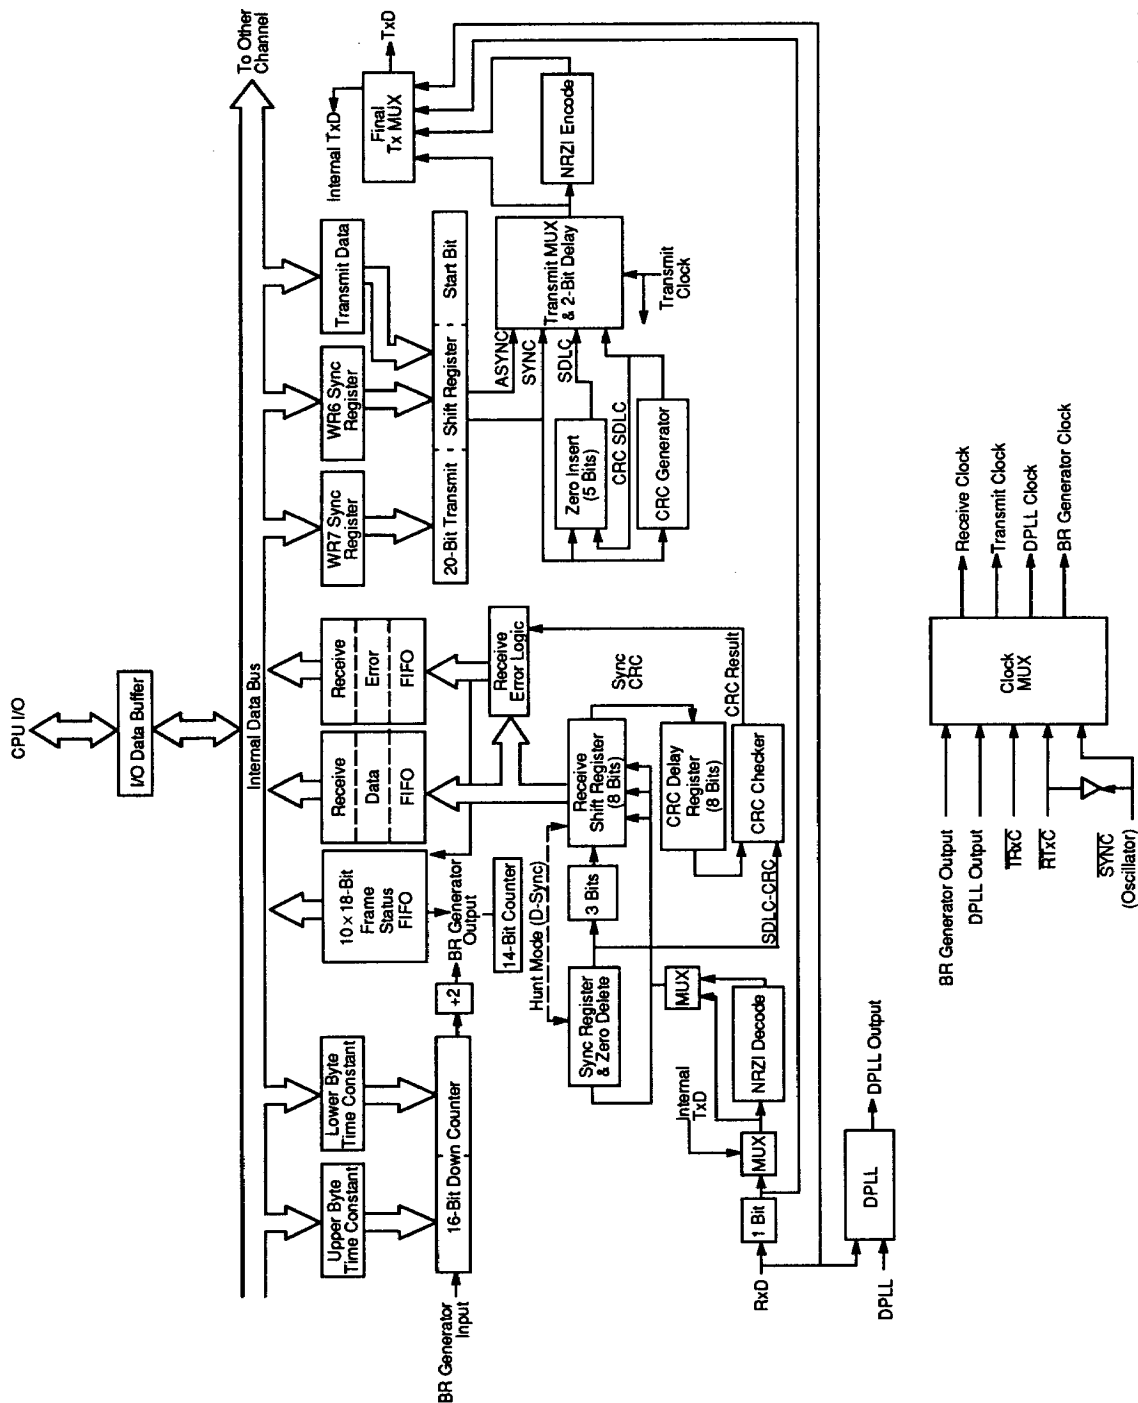 CPU I/O
I/O Data Buffer
Internal Data Bus
To Other
Channel
Upper Byte
Time Constant
Lower Byte
Time Constant
16-Bit Down Counter
BR Generator
Input
÷2
BR Generator
Output
10 × 18-Bit
Frame
Status
FIFO
14-Bit Counter
Receive
Data
FIFO
Receive
Error
FIFO
Receive
Error Logic
Hunt Mode (D-Sync)
Sync Register
& Zero Delete
3 Bits
Receive
Shift Register
(8 Bits)
Sync
CRC
CRC Delay
Register
(8 Bits)
CRC Result
CRC Checker
SDLC-CRC
MUX
NRZI Decode
Internal
TxD
MUX
1 Bit
RxD
DPLL
DPLL
DPLL Output
WR7 Sync
Register
WR6 Sync
Register
Transmit Data
20-Bit Transmit Shift Register Start Bit
ASYNC
SYNC
SDLC
Zero Insert
(5 Bits)
CRC SDLC
CRC Generator
Transmit MUX
& 2-Bit Delay
Transmit
Clock
NRZI Encode
Internal TxD
Final
Tx MUX
TxD
BR Generator Output
DPLL Output
TRxC
RTxC
SYNC
(Oscillator)
Clock
MUX
Receive Clock
Transmit Clock
DPLL Clock
BR Generator Clock